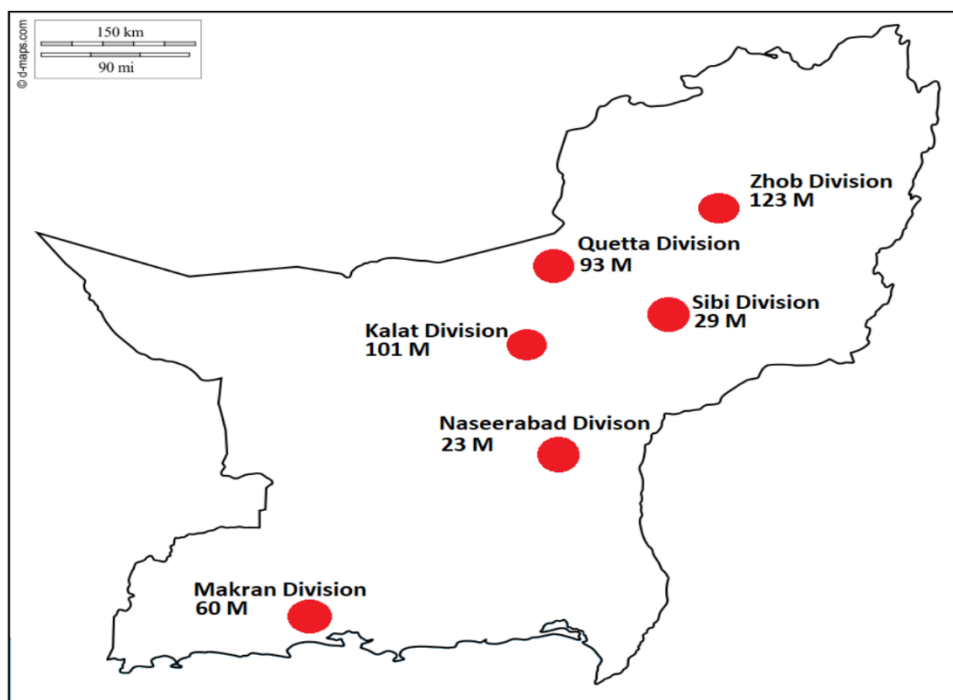 150 km
90 mi
© d-maps.com
Zhob Division
123 M
Quetta Division
93 M
Sibi Division
29 M
Kalat Division
101 M
Naseerabad Divison
23 M
Makran Division
60 M